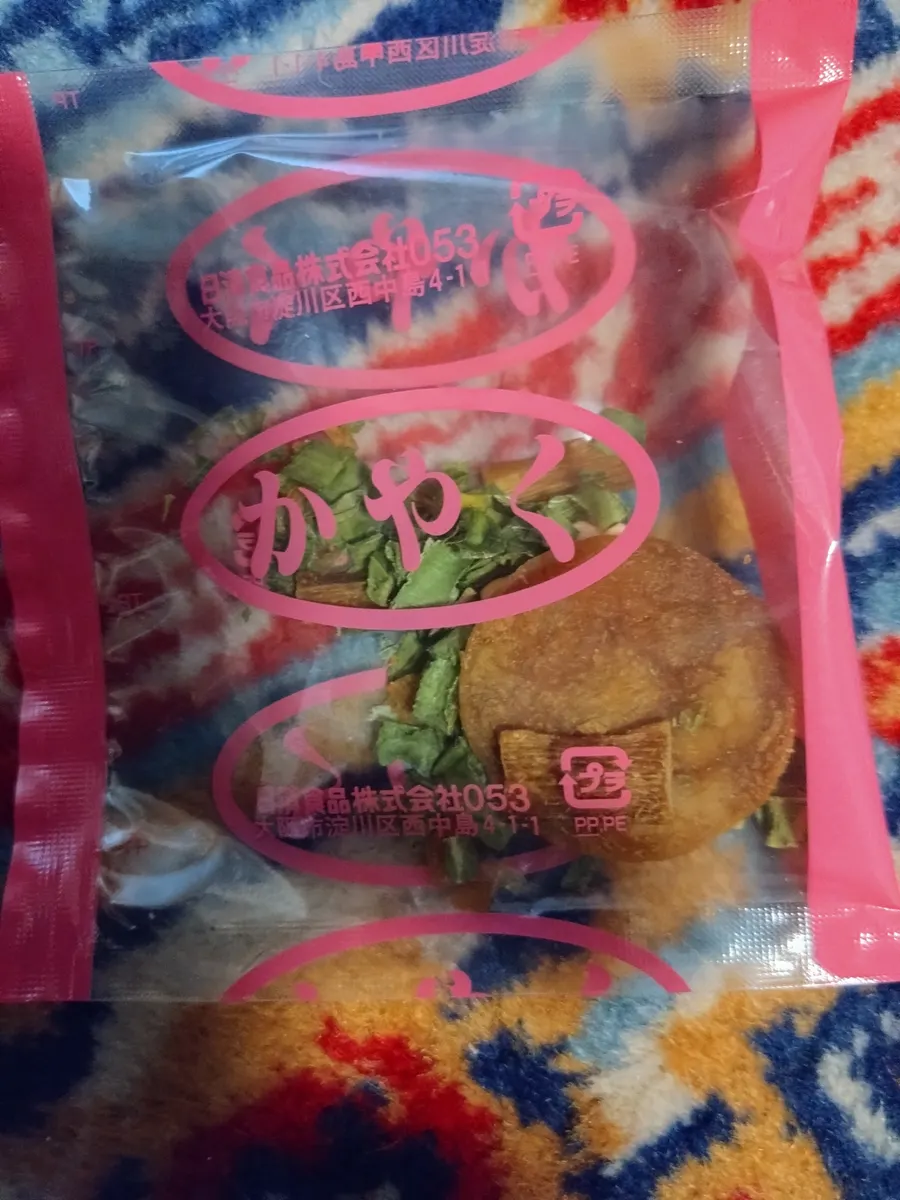 日清食品株式会社053
大阪市淀川区西中島4-1
プラ
かやく
日清食品株式会社053
大阪市淀川区西中島4-1-1
プラ
PP,PE